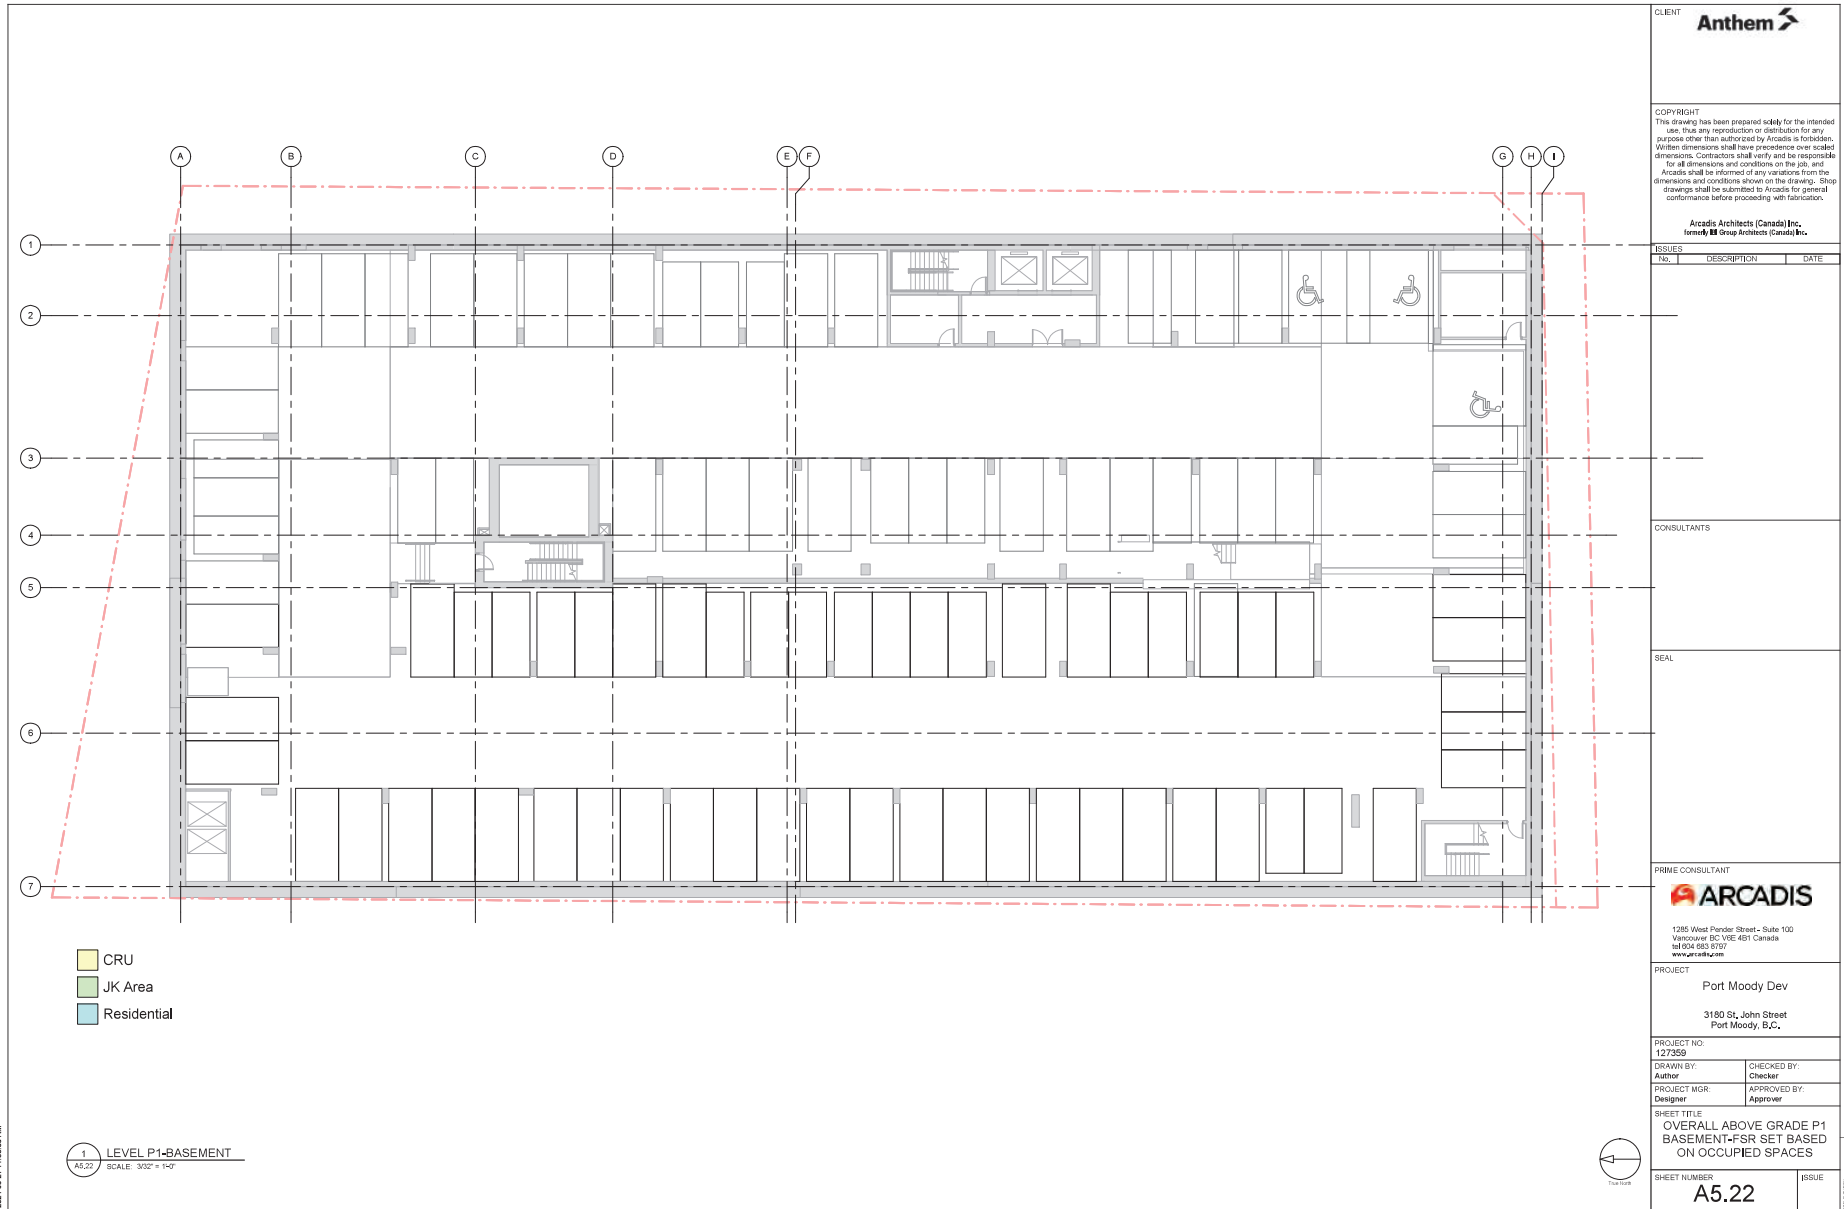 CLIENT
Anthem
COPYRIGHT
This drawing has been prepared solely for the intended
use, thus any reproduction or distribution for any
purpose other than authorized by Arcadis is forbidden.
Written dimensions shall have precedence over scaled
dimensions. Contractors shall verify and be responsible
for all dimensions and conditions on the job, and
Arcadis shall be informed of any variations from the
dimensions and conditions shown on the drawing. Shop
drawings shall be submitted to Arcadis for general
conformance before proceeding with fabrication.
Arcadis Architects (Canada) Inc.
formerly IBI Group Architects (Canada) Inc.
ISSUES
No. DESCRIPTION DATE
A B C D E F G H I
1
2
3
4
5
6
7
CONSULTANTS
SEAL
PRIME CONSULTANT
ARCADIS
1285 West Pender Street - Suite 100
Vancouver BC V6E 4B1 Canada
tel 604 683 8797
www.arcadis.com
PROJECT
Port Moody Dev
3180 St. John Street
Port Moody, B.C.
PROJECT NO:
127359
DRAWN BY: CHECKED BY:
Author Checker
PROJECT MGR: APPROVED BY:
Designer Approver
SHEET TITLE
OVERALL ABOVE GRADE P1
BASEMENT-FSR SET BASED
ON OCCUPIED SPACES
SHEET NUMBER ISSUE
A5.22
CRU
JK Area
Residential
1 LEVEL P1-BASEMENT
A5.22 SCALE: 3/32" = 1'-0"
True North